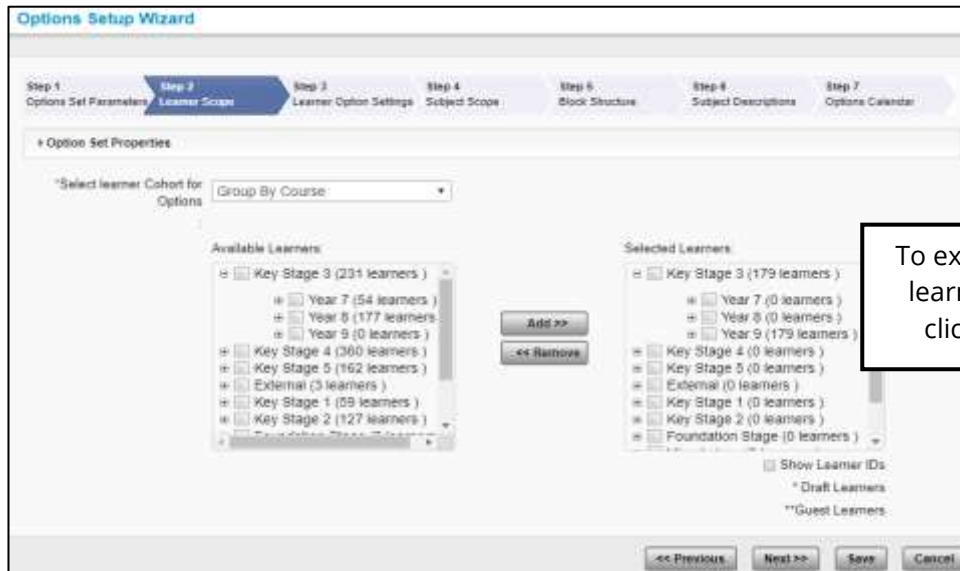 Options Setup Wizard
Step 1
Options Set Parameters
Step 2
Learner Scope
Step 3
Learner Option Settings
Step 4
Subject Scope
Step 5
Block Structure
Step 6
Subject Descriptions
Step 7
Options Calendar
Option Set Properties
*Select learner Cohort for
Options
:
Group By Course
Available Learners
Key Stage 3 (231 learners )
Year 7 (54 learners )
Year 8 (177 learners
Year 9 (0 learners )
Key Stage 4 (360 learners )
Key Stage 5 (162 learners )
External (3 learners )
Key Stage 1 (59 learners )
Key Stage 2 (127 learners )
Add >>
<< Remove
Selected Learners
Key Stage 3 (179 learners )
Year 7 (0 learners )
Year 8 (0 learners )
Year 9 (179 learners )
Key Stage 4 (0 learners )
Key Stage 5 (0 learners )
External (0 learners )
Key Stage 1 (0 learners )
Key Stage 2 (0 learners )
Foundation Stage (0 learners )
To ex
learn
clic
Show Learner IDs
* Draft Learners
**Guest Learners
<< Previous
Next >>
Save
Cancel